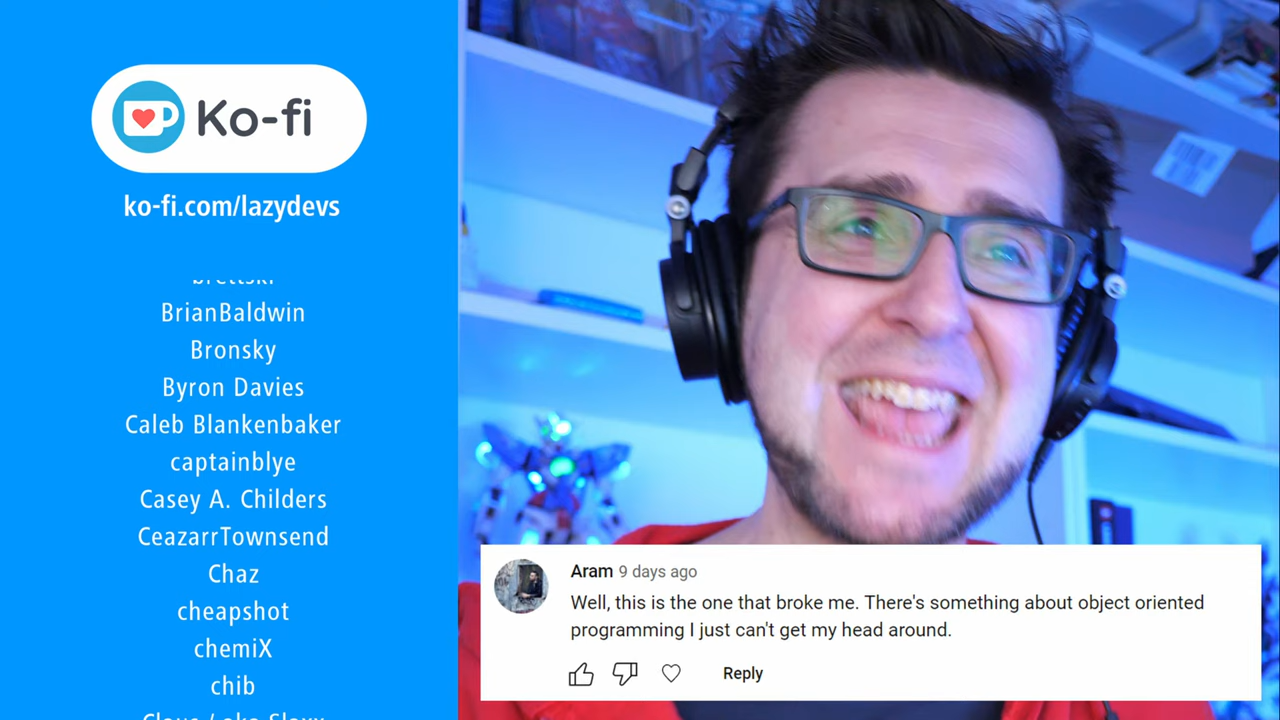 Ko-fi
ko-fi.com/lazydevs
brettski
BrianBaldwin
Bronsky
Byron Davies
Caleb Blankenbaker
captainblye
Casey A. Childers
CeazarrTownsend
Chaz
cheapshot
chemiX
chib
Aram 9 days ago
Well, this is the one that broke me. There's something about object oriented
programming I just can't get my head around.
Reply